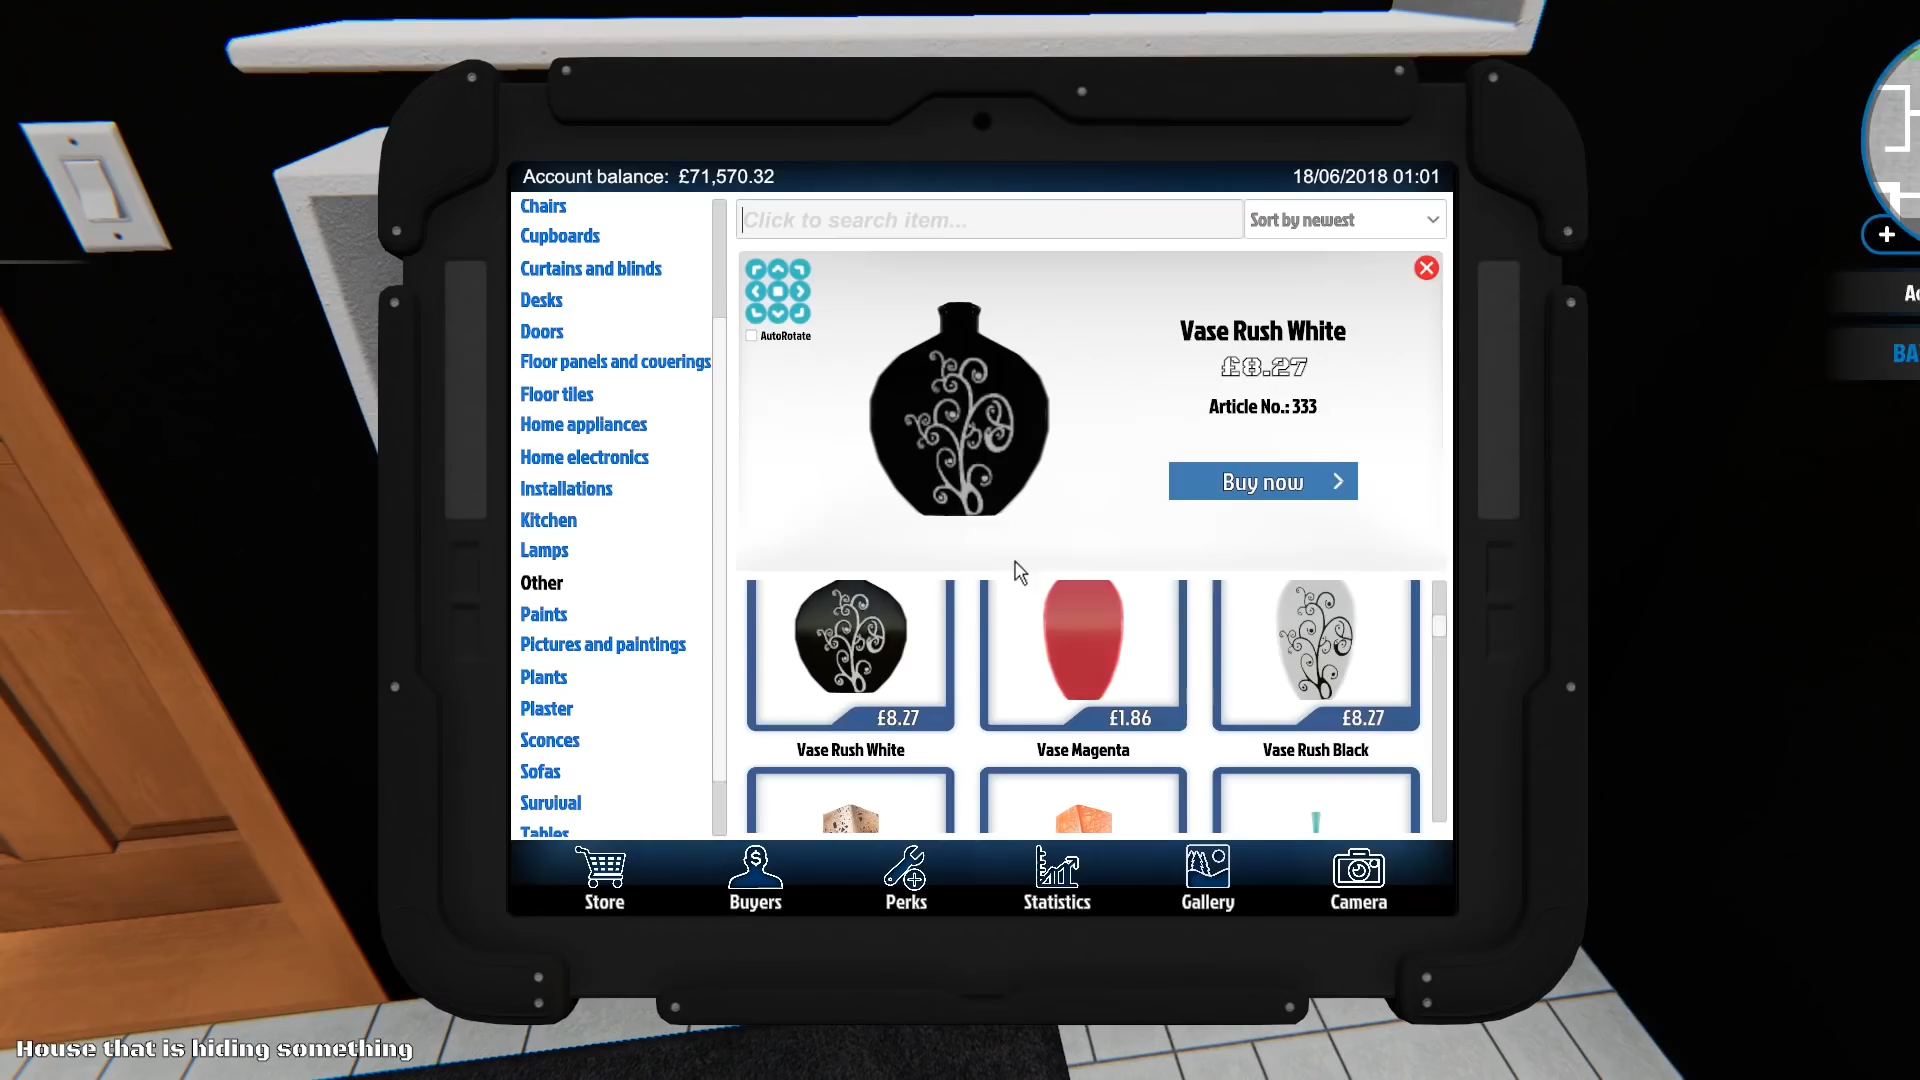 Account balance: £71,570.32
18/06/2018 01:01
Chairs
Cupboards
Curtains and blinds
Desks
Doors
Floor panels and coverings
Floor tiles
Home appliances
Home electronics
Installations
Kitchen
Lamps
Other
Paints
Pictures and paintings
Plants
Plaster
Sconces
Sofas
Survival
Tables
Click to search item...
Sort by newest
AutoRotate
Vase Rush White
£8.27
Article No.: 333
Buy now
£8.27
£1.86
£8.27
Vase Rush White
Vase Magenta
Vase Rush Black
Store
Buyers
Perks
Statistics
Gallery
Camera
House that is hiding something